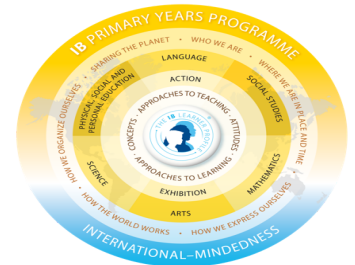 IB PRIMARY YEARS PROGRAMME
SHARING THE PLANET • WHO WE ARE • WHERE WE ARE IN PLACE AND TIME
HOW WE ORGANIZE OURSELVES • HOW THE WORLD WORKS • HOW WE EXPRESS OURSELVES
LANGUAGE
PHYSICAL, SOCIAL AND
PERSONAL EDUCATION
SOCIAL STUDIES
ACTION
APPROACHES TO TEACHING
CONCEPTS
ATTITUDES
THE IB LEARNER PROFILE
APPROACHES TO LEARNING
EXHIBITION
SCIENCE
MATHEMATICS
ARTS
INTERNATIONAL-MINDEDNESS